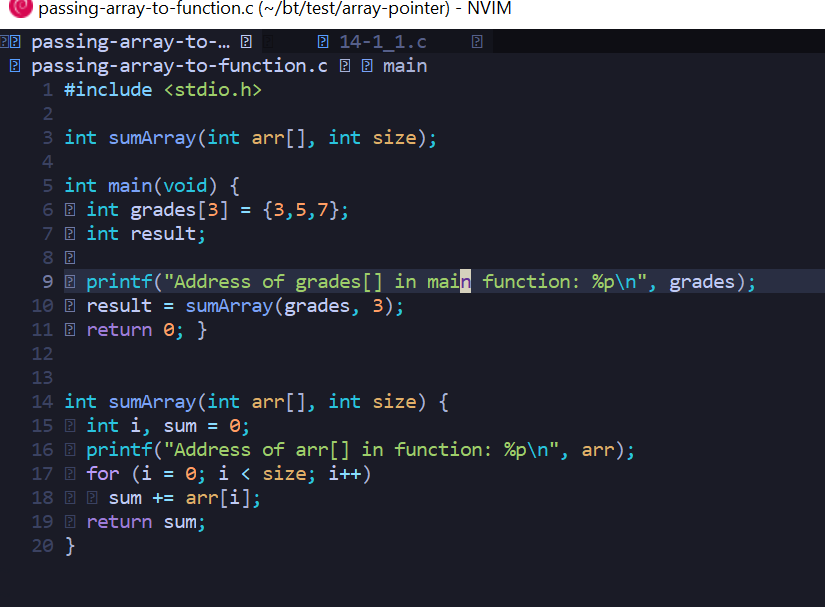 passing-array-to-function.c (~/bt/test/array-pointer) - NVIM
passing-array-to-… 14-1_1.c
passing-array-to-function.c main
1 #include <stdio.h>
2
3 int sumArray(int arr[], int size);
4
5 int main(void) {
6 int grades[3] = {3,5,7};
7 int result;
8
9 printf("Address of grades[] in main function: %p\n", grades);
10 result = sumArray(grades, 3);
11 return 0; }
12
13
14 int sumArray(int arr[], int size) {
15 int i, sum = 0;
16 printf("Address of arr[] in function: %p\n", arr);
17 for (i = 0; i < size; i++)
18 sum += arr[i];
19 return sum;
20 }